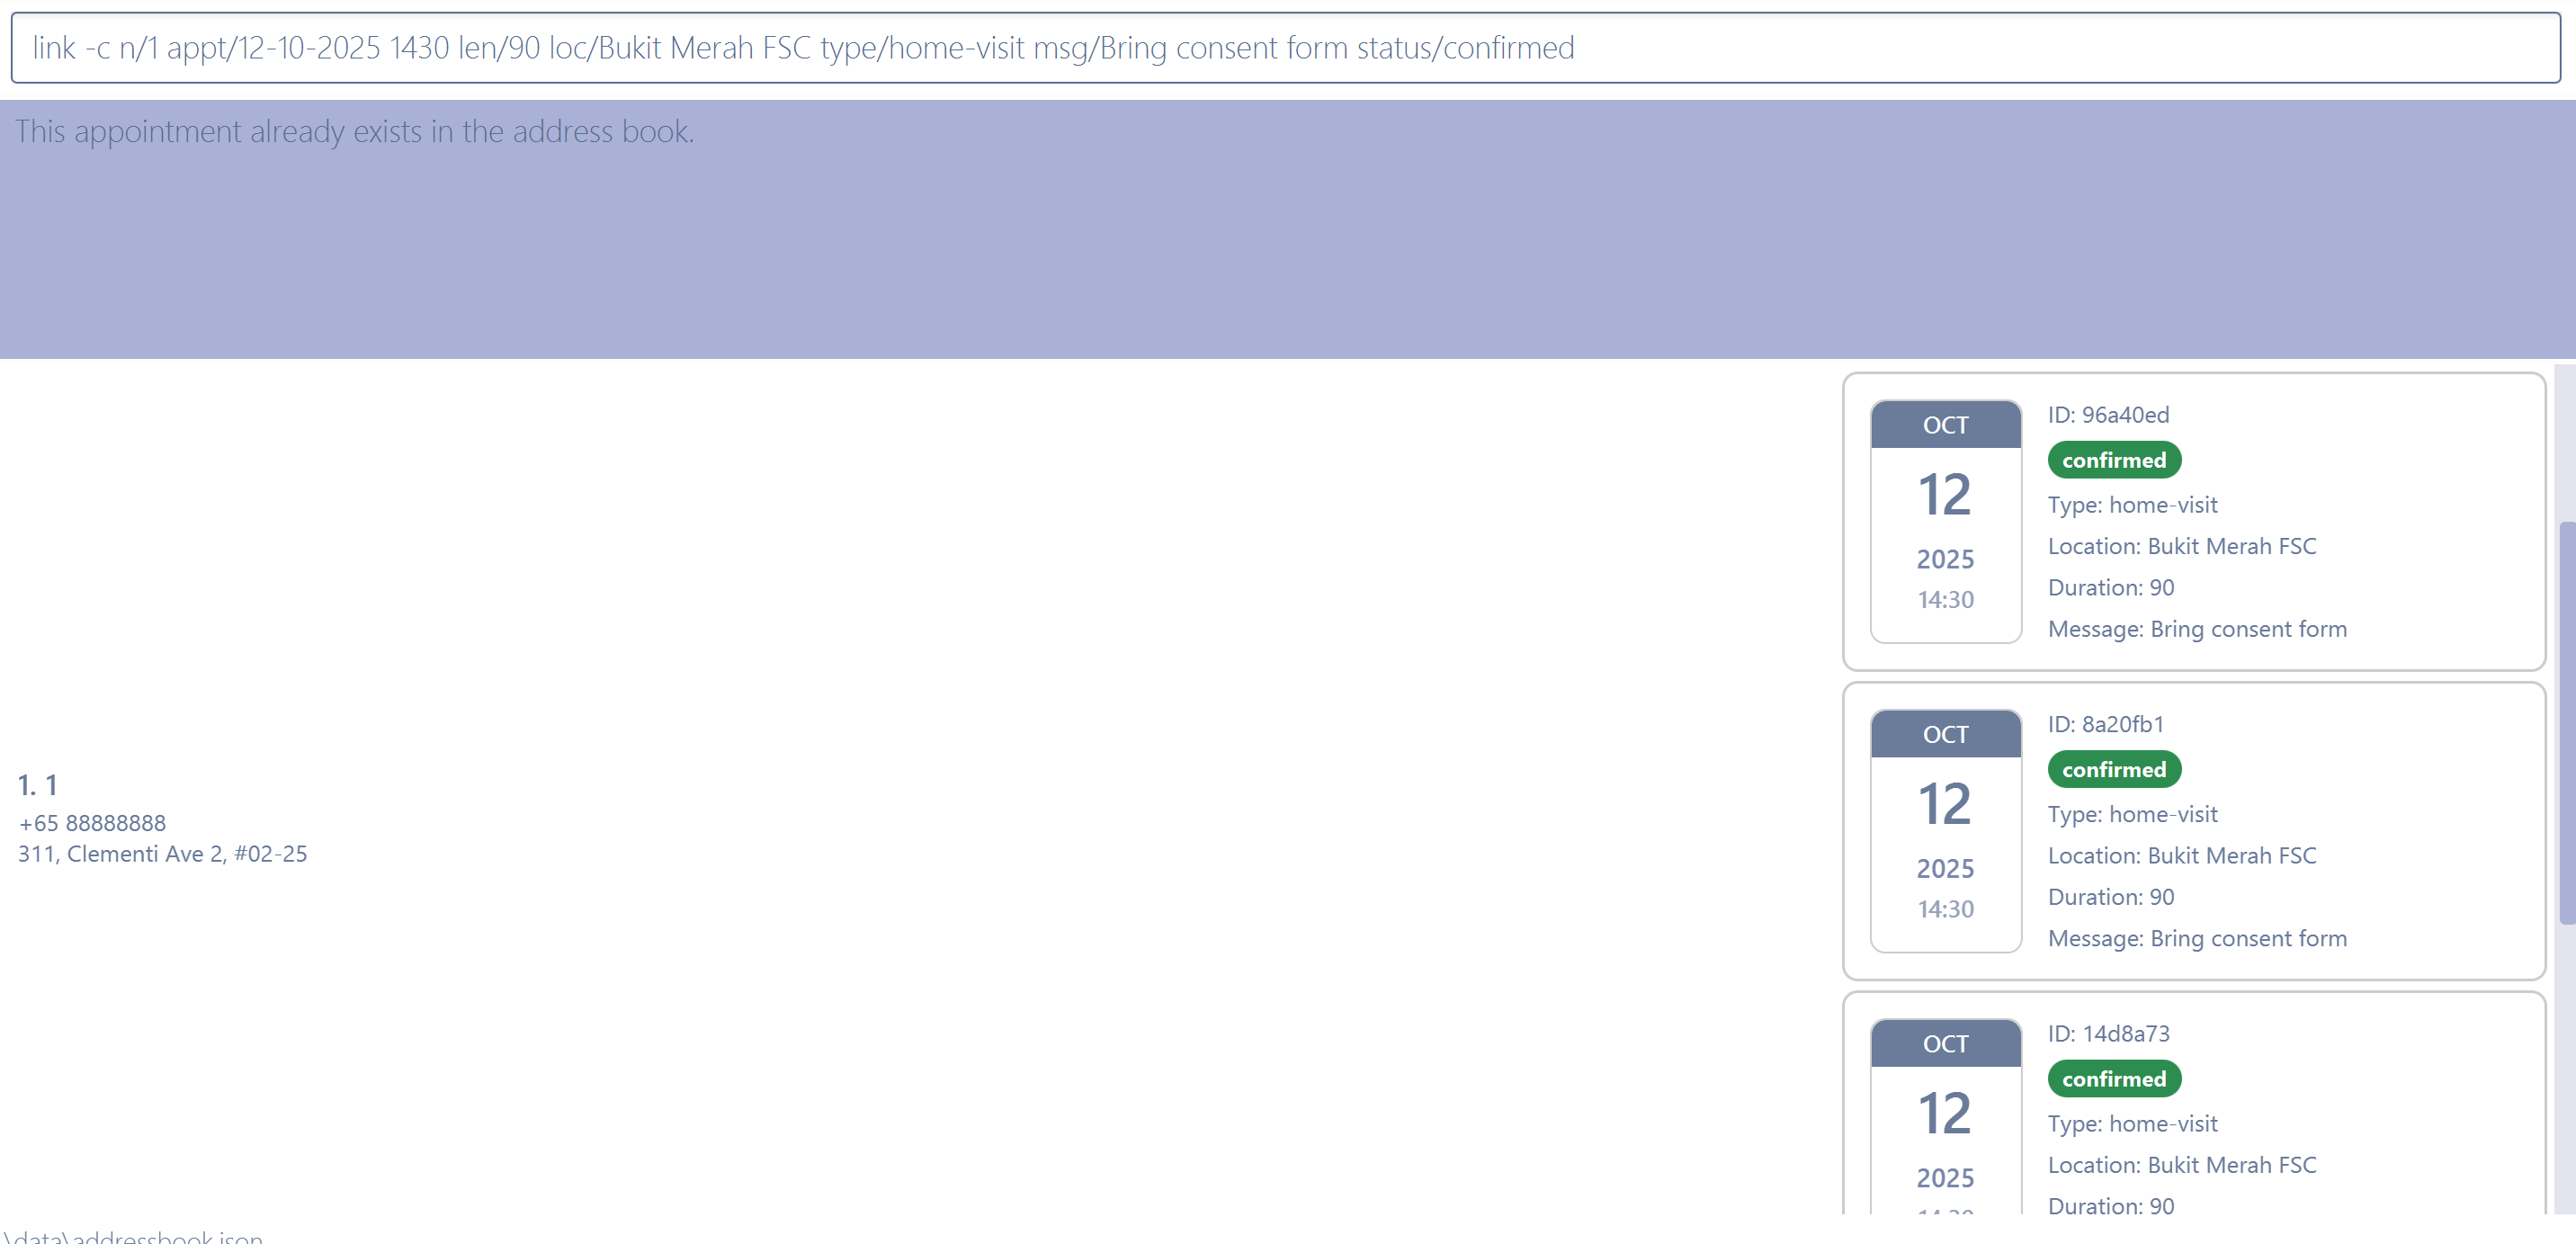 link -c n/1 appt/12-10-2025 1430 len/90 loc/Bukit Merah FSC type/home-visit msg/Bring consent form status/confirmed
This appointment already exists in the address book.
1. 1
+65 88888888
311, Clementi Ave 2, #02-25
OCT
12
2025
14:30
ID: 96a40ed
confirmed
Type: home-visit
Location: Bukit Merah FSC
Duration: 90
Message: Bring consent form
OCT
12
2025
14:30
ID: 8a20fb1
confirmed
Type: home-visit
Location: Bukit Merah FSC
Duration: 90
Message: Bring consent form
OCT
12
2025
14:30
ID: 14d8a73
confirmed
Type: home-visit
Location: Bukit Merah FSC
Duration: 90
\data\addressbook.json